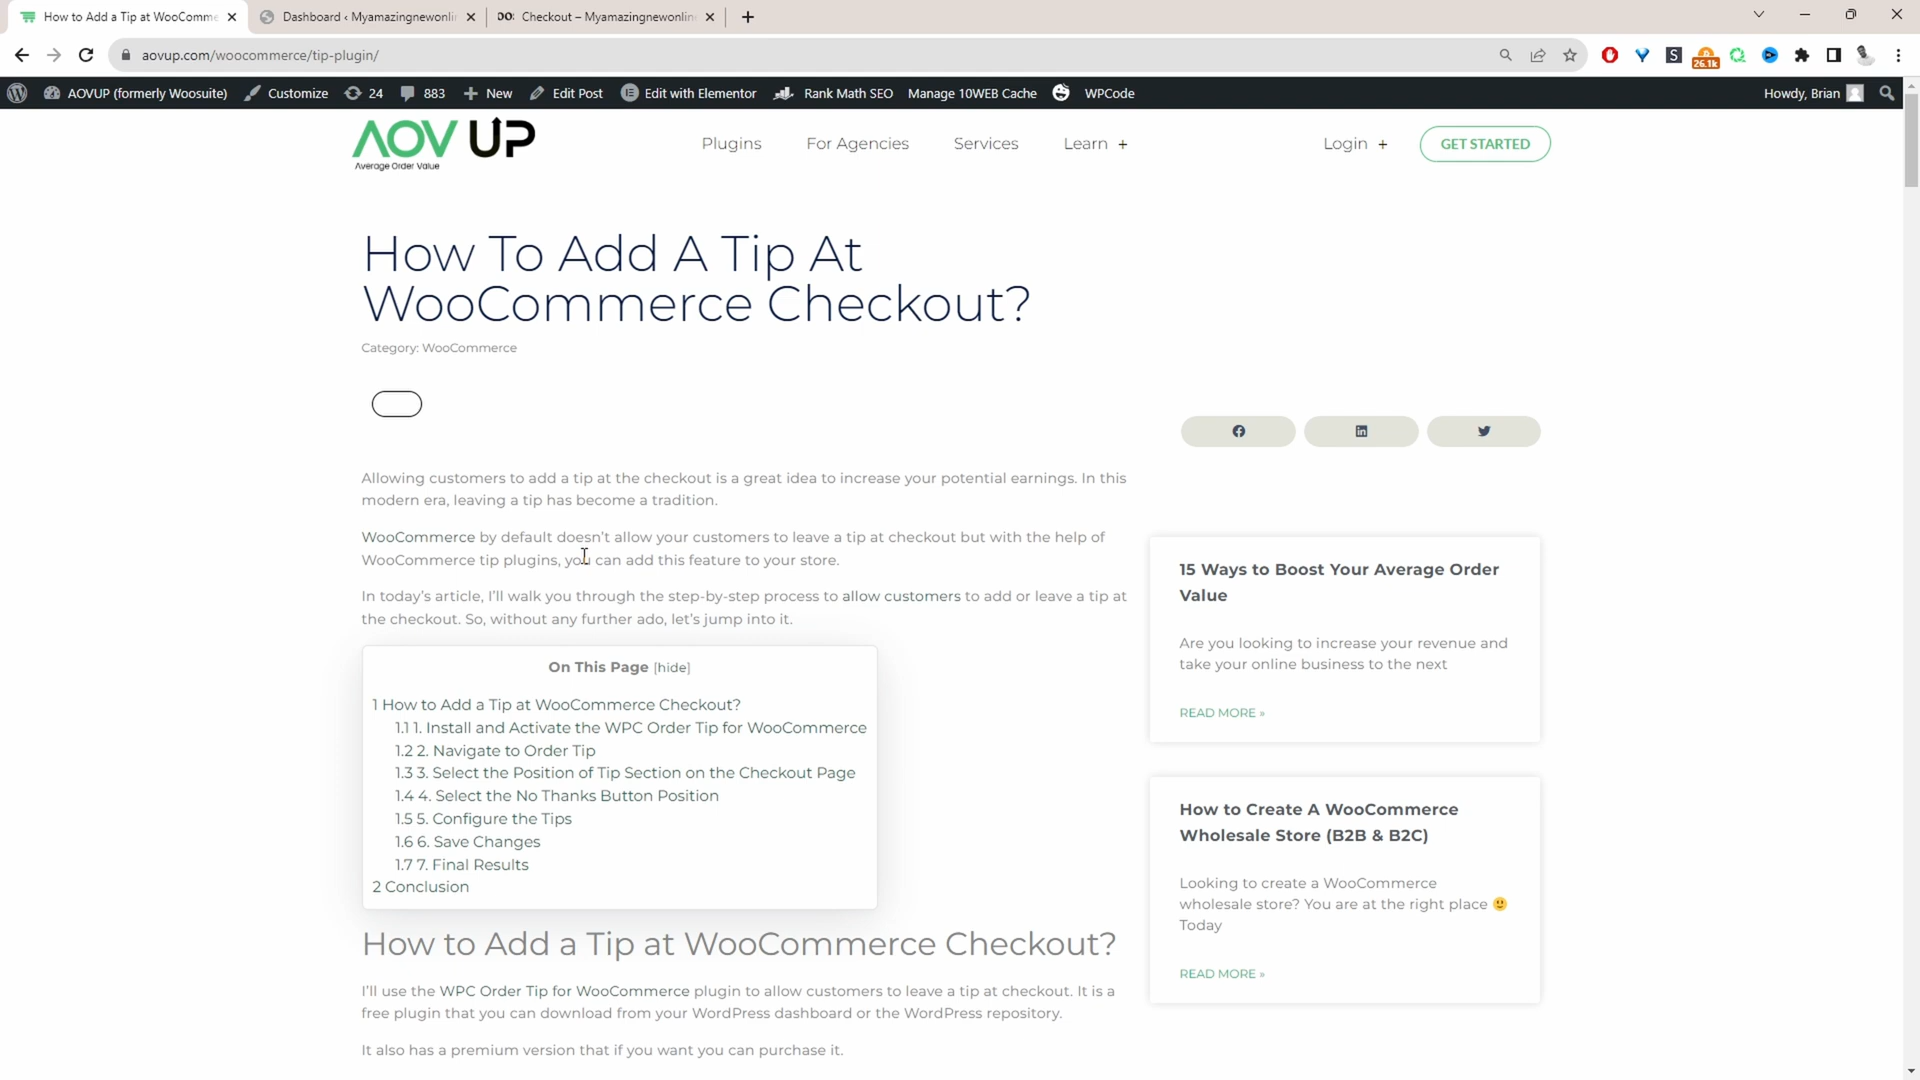 How to Add a Tip at WooComme
Dashboard ‹ Myamazingnewonlin
Checkout – Myamazingnewonlin
aovup.com/woocommerce/tip-plugin/
26.1k
AOVUP (formerly Woosuite)
Customize
24
883
New
Edit Post
Edit with Elementor
Rank Math SEO
Manage 10WEB Cache
WPCode
Howdy, Brian
AOV UP
Average Order Value
Plugins
For Agencies
Services
Learn +
Login +
GET STARTED
How To Add A Tip At
WooCommerce Checkout?
Category: WooCommerce
Allowing customers to add a tip at the checkout is a great idea to increase your potential earnings. In this
modern era, leaving a tip has become a tradition.
WooCommerce by default doesn't allow your customers to leave a tip at checkout but with the help of
WooCommerce tip plugins, you can add this feature to your store.
In today's article, I'll walk you through the step-by-step process to allow customers to add or leave a tip at
the checkout. So, without any further ado, let's jump into it.
On This Page [hide]
1 How to Add a Tip at WooCommerce Checkout?
1.1 1. Install and Activate the WPC Order Tip for WooCommerce
1.2 2. Navigate to Order Tip
1.3 3. Select the Position of Tip Section on the Checkout Page
1.4 4. Select the No Thanks Button Position
1.5 5. Configure the Tips
1.6 6. Save Changes
1.7 7. Final Results
2 Conclusion
How to Add a Tip at WooCommerce Checkout?
I'll use the WPC Order Tip for WooCommerce plugin to allow customers to leave a tip at checkout. It is a
free plugin that you can download from your WordPress dashboard or the WordPress repository.
It also has a premium version that if you want you can purchase it.
15 Ways to Boost Your Average Order
Value
Are you looking to increase your revenue and
take your online business to the next
READ MORE »
How to Create A WooCommerce
Wholesale Store (B2B & B2C)
Looking to create a WooCommerce
wholesale store? You are at the right place 🙂
Today
READ MORE »